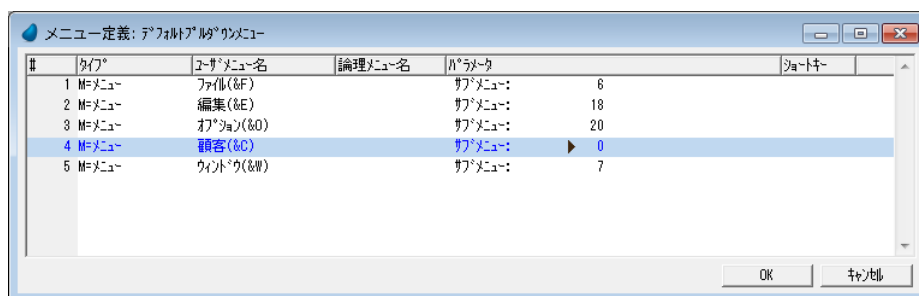 メニュー定義: ﾃﾞﾌｫﾙﾄﾌﾟﾙﾀﾞｳﾝﾒﾆｭｰ
# ﾀｲﾌﾟ ﾕｰｻﾞﾒﾆｭｰ名 論理ﾒﾆｭｰ名 ﾊﾟﾗﾒｰﾀ ｼｮｰﾄｷｰ
1 M=ﾒﾆｭｰ ﾌｧｲﾙ(&F) ｻﾌﾞﾒﾆｭｰ: 6
2 M=ﾒﾆｭｰ 編集(&E) ｻﾌﾞﾒﾆｭｰ: 18
3 M=ﾒﾆｭｰ ｵﾌﾟｼｮﾝ(&O) ｻﾌﾞﾒﾆｭｰ: 20
4 M=ﾒﾆｭｰ 顧客(&C) ｻﾌﾞﾒﾆｭｰ: 0
5 M=ﾒﾆｭｰ ｳｨﾝﾄﾞｳ(&W) ｻﾌﾞﾒﾆｭｰ: 7
OK ｷｬﾝｾﾙ